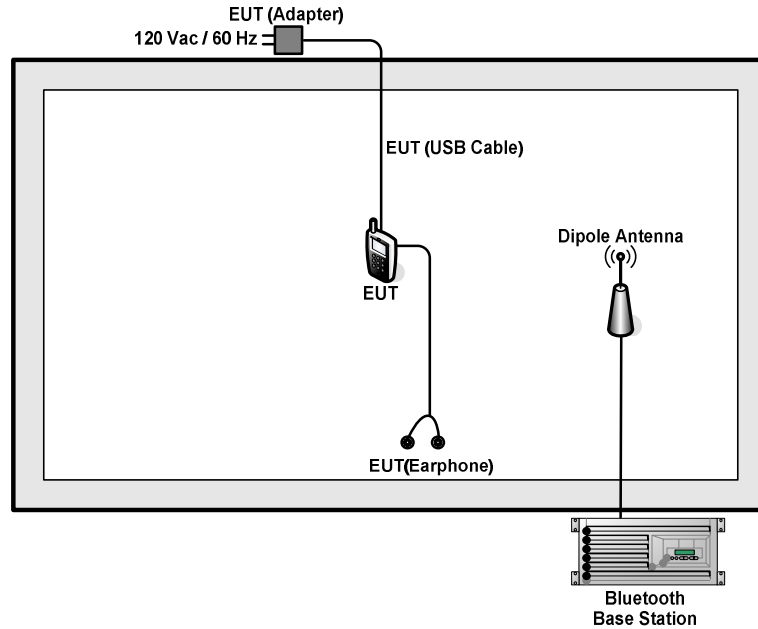 EUT (Adapter)
120 Vac / 60 Hz
EUT (USB Cable)
Dipole Antenna
EUT
EUT(Earphone)
Bluetooth
Base Station